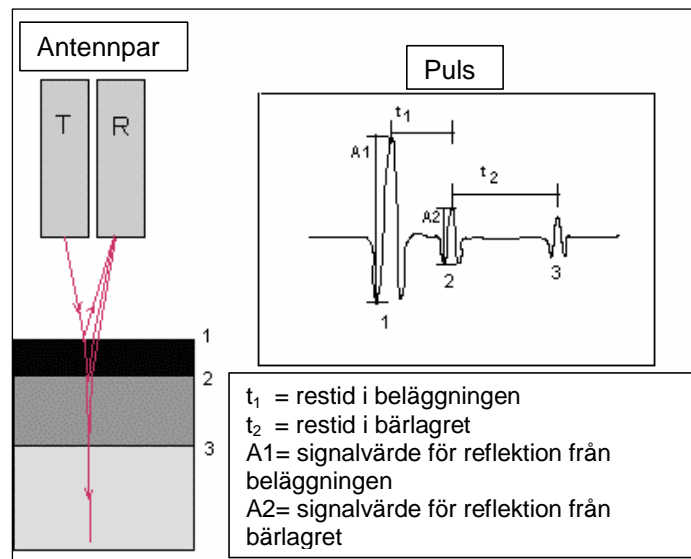 Antennpar
T R
1
2
3
Puls
t₁
A1
t₂
A2
1
2
3
t₁ = restid i beläggningen
t₂ = restid i bärlagret
A1= signalvärde för reflektion från
beläggningen
A2= signalvärde för reflektion från
bärlagret